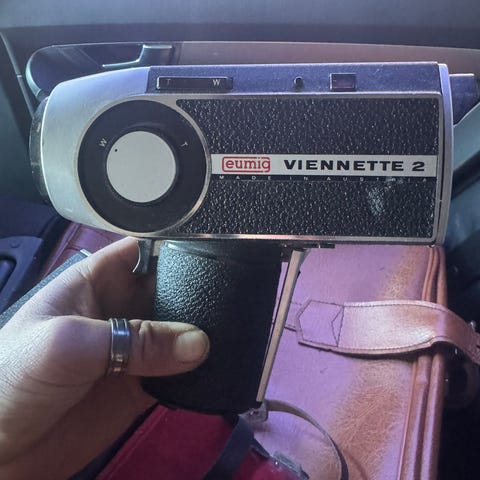 T W
W T
eumig VIENNETTE 2
MADE IN AUSTRIA